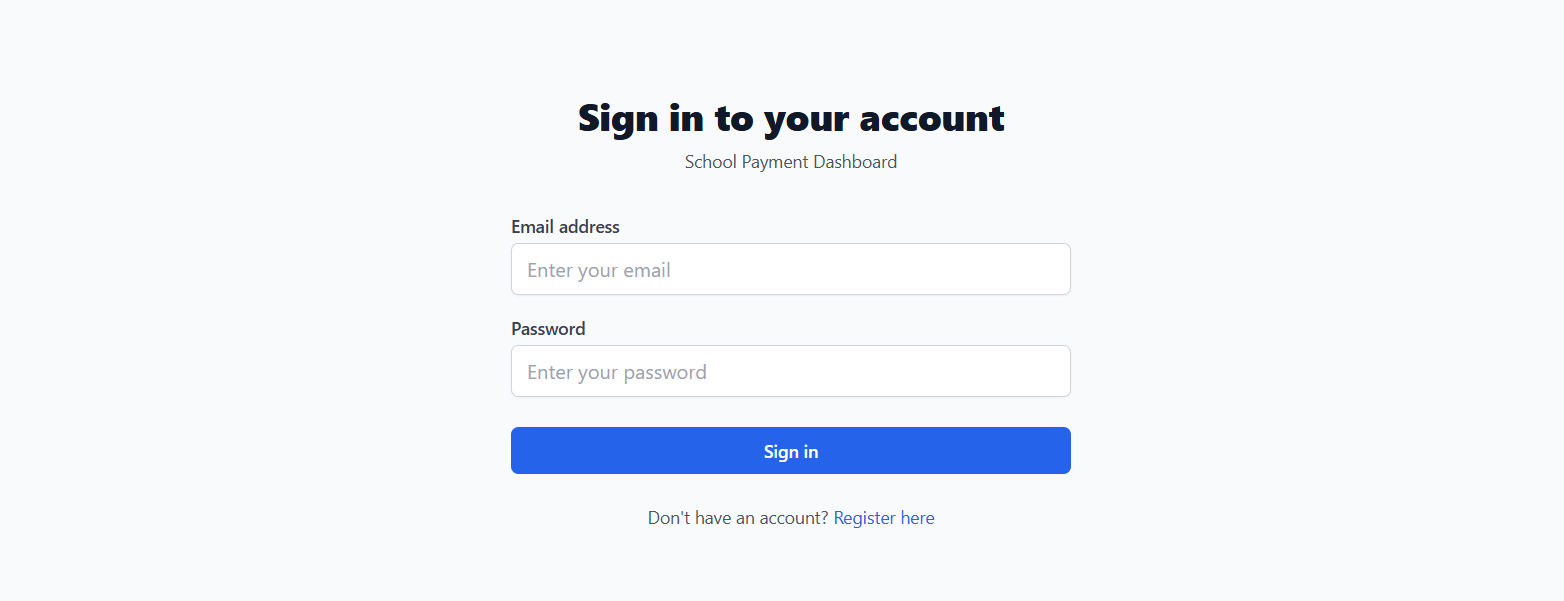 Sign in to your account
School Payment Dashboard
Email address
Enter your email
Password
Enter your password
Sign in
Don't have an account? Register here